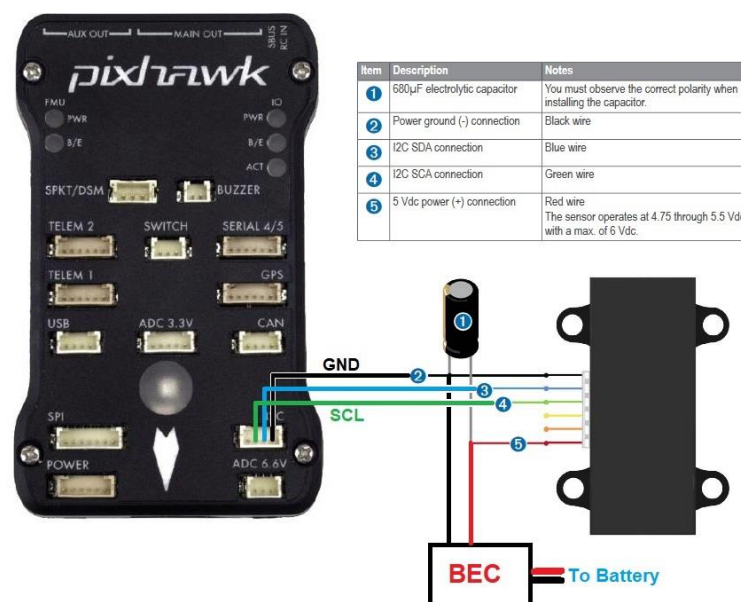 AUX OUT
MAIN OUT
SBUS
RC IN
pixhawk
FMU
IO
PWR
PWR
B/E
B/E
ACT
SPKT/DSM
BUZZER
TELEM 2
SWITCH
SERIAL 4/5
TELEM 1
GPS
USB
ADC 3.3V
CAN
SPI
POWER
ADC 6.6V
Item Description Notes
1 680µF electrolytic capacitor You must observe the correct polarity when
installing the capacitor.
2 Power ground (-) connection Black wire
3 I2C SDA connection Blue wire
4 I2C SCA connection Green wire
5 5 Vdc power (+) connection Red wire
The sensor operates at 4.75 through 5.5 Vdc
with a max. of 6 Vdc.
1
GND
2
3
SCL
4
5
BEC
To Battery